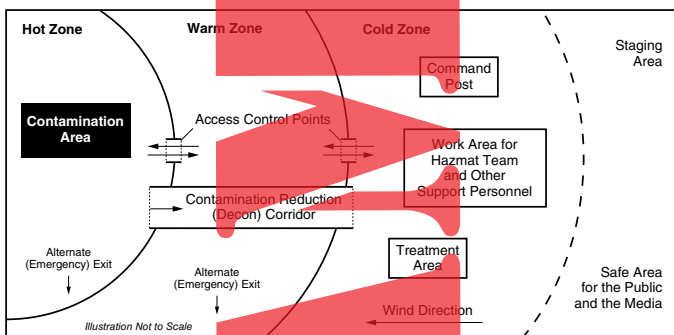 Hot Zone
Warm Zone
Cold Zone
Staging
Area
Command
Post
Contamination
Area
Access Control Points
Work Area for
Hazmat Team
and Other
Support Personnel
Contamination Reduction
(Decon) Corridor
Alternate
(Emergency) Exit
Alternate
(Emergency) Exit
Treatment
Area
Safe Area
for the Public
and the Media
Wind Direction
Illustration Not to Scale